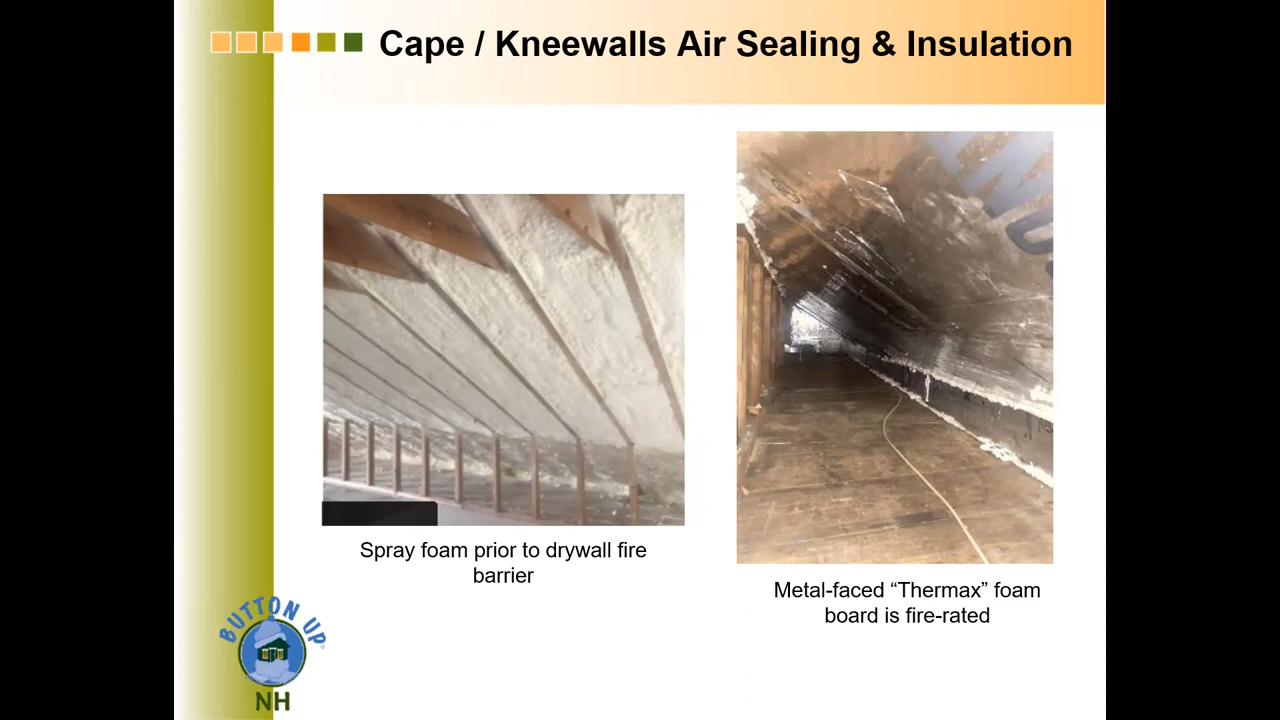 Cape / Kneewalls Air Sealing & Insulation
Spray foam prior to drywall fire
barrier
Metal-faced “Thermax” foam
board is fire-rated
BUTTON UP
NH